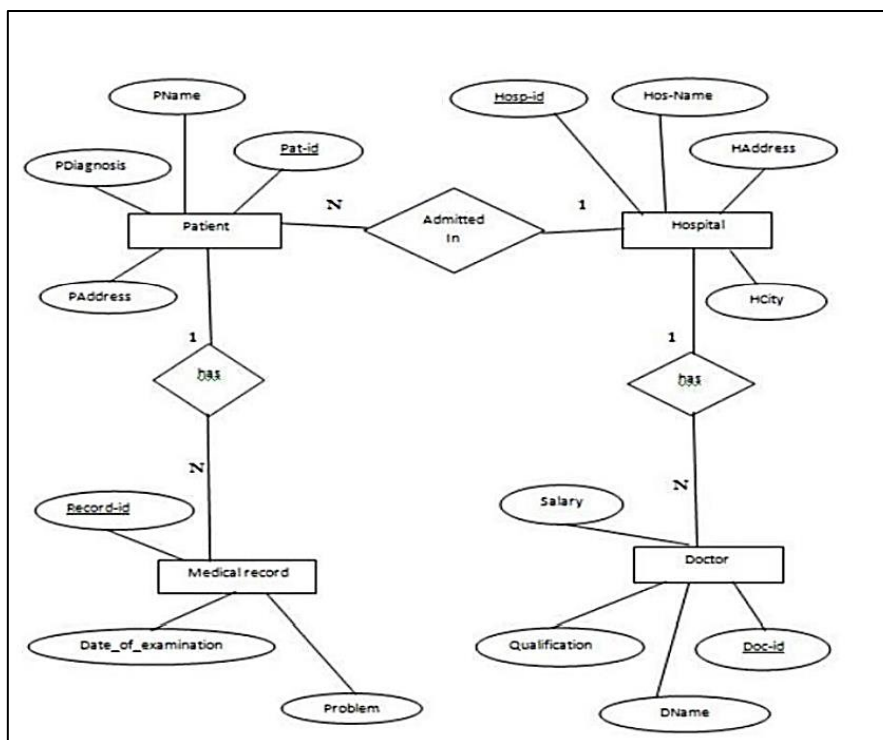 PName
Hosp-id
Hos-Name
Pat-id
PDiagnosis
HAddress
N
Admitted
In
1
Patient
Hospital
PAddress
HCity
1
1
has
has
N
N
Record-id
Salary
Medical record
Doctor
Date_of_examination
Qualification
Doc-id
Problem
DName